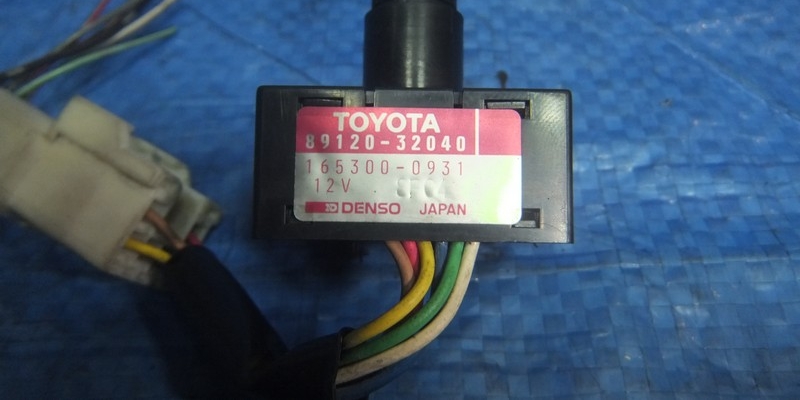 TOYOTA
89120-32040
165300-0931
12V
DENSO JAPAN